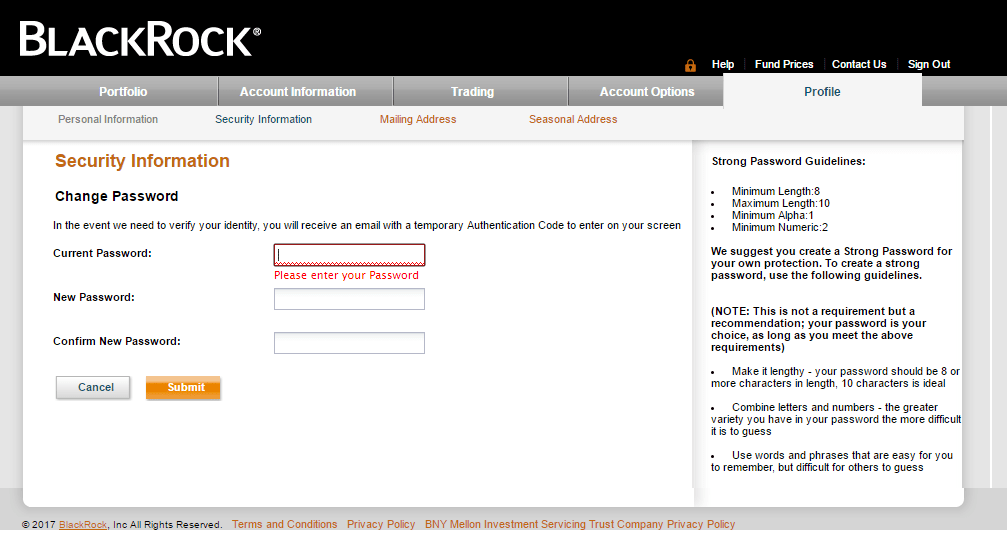 BLACKROCK®
Help Fund Prices Contact Us Sign Out
Portfolio Account Information Trading Account Options Profile
Personal Information Security Information Mailing Address Seasonal Address
Security Information
Change Password
In the event we need to verify your identity, you will receive an email with a temporary Authentication Code to enter on your screen
Current Password:
Please enter your Password
New Password:
Confirm New Password:
Cancel Submit
Strong Password Guidelines:
• Minimum Length:8
• Maximum Length:10
• Minimum Alpha:1
• Minimum Numeric:2
We suggest you create a Strong Password for
your own protection. To create a strong
password, use the following guidelines.
(NOTE: This is not a requirement but a
recommendation; your password is your
choice, as long as you meet the above
requirements)
• Make it lengthy - your password should be 8 or
more characters in length, 10 characters is ideal
• Combine letters and numbers - the greater
variety you have in your password the more difficult
it is to guess
• Use words and phrases that are easy for you
to remember, but difficult for others to guess
© 2017 BlackRock, Inc All Rights Reserved. Terms and Conditions Privacy Policy BNY Mellon Investment Servicing Trust Company Privacy Policy